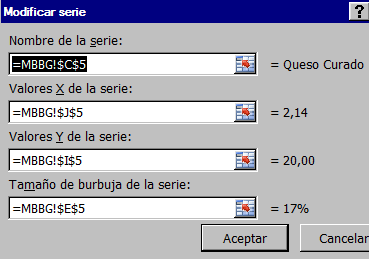 Modificar serie
?
Nombre de la serie:
=MBBG!$C$5 = Queso Curado
Valores X de la serie:
=MBBG!$J$5 = 2,14
Valores Y de la serie:
=MBBG!$I$5 = 20,00
Tamaño de burbuja de la serie:
=MBBG!$E$5 = 17%
Aceptar Cancelar